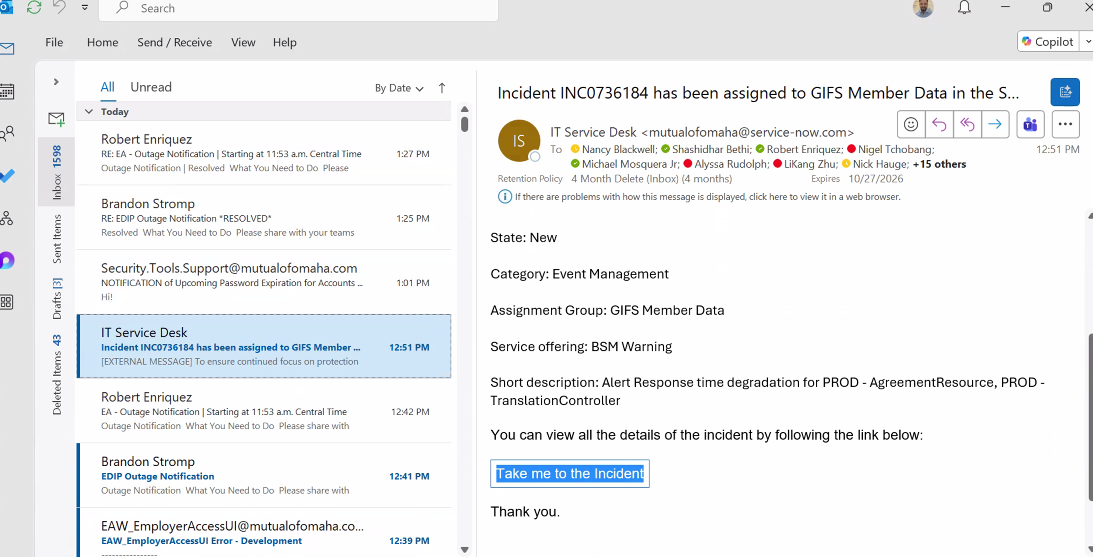 Search
File Home Send / Receive View Help
Copilot
All Unread By Date
Today
Robert Enriquez
RE: EA - Outage Notification | Starting at 11:53 a.m. Central Time 1:27 PM
Outage Notification | Resolved What You Need to Do Please
Brandon Stromp
RE: EDIP Outage Notification *RESOLVED* 1:25 PM
Resolved What You Need to Do Please share with your teams
Security.Tools.Support@mutualofomaha.com
NOTIFICATION of Upcoming Password Expiration for Accounts ... 1:01 PM
Hi!
IT Service Desk
Incident INC0736184 has been assigned to GIFS Member ... 12:51 PM
[EXTERNAL MESSAGE] To ensure continued focus on protection
Robert Enriquez
EA - Outage Notification | Starting at 11:53 a.m. Central Time 12:42 PM
Outage Notification What You Need to Do Please share with
Brandon Stromp
EDIP Outage Notification 12:41 PM
Outage Notification What You Need to Do Please share with
EAW_EmployerAccessUI@mutualofomaha.co...
EAW_EmployerAccessUI Error - Development 12:39 PM
Inbox 1598
Sent Items
Drafts [3]
Deleted Items 43
Incident INC0736184 has been assigned to GIFS Member Data in the S...
IS
IT Service Desk <mutualofomaha@service-now.com>
To Nancy Blackwell; Shashidhar Bethi; Robert Enriquez; Nigel Tchobang; 12:51 PM
Michael Mosquera Jr; Alyssa Rudolph; LiKang Zhu; Nick Hauge; +15 others
Retention Policy 4 Month Delete (Inbox) (4 months) Expires 10/27/2026
If there are problems with how this message is displayed, click here to view it in a web browser.
State: New
Category: Event Management
Assignment Group: GIFS Member Data
Service offering: BSM Warning
Short description: Alert Response time degradation for PROD - AgreementResource, PROD -
TranslationController
You can view all the details of the incident by following the link below:
Take me to the Incident
Thank you.